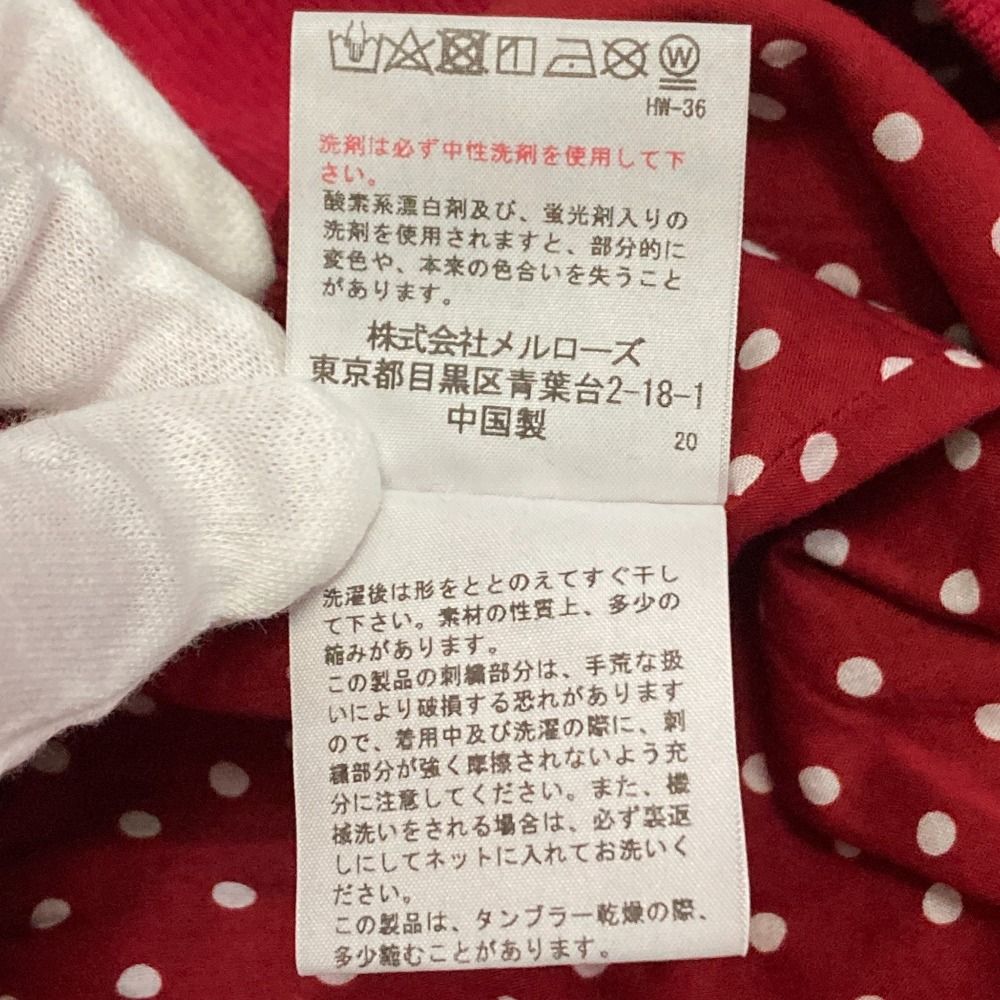 W
HW-36
洗剤は必ず中性洗剤を使用して下
さい。
酸素系漂白剤及び、蛍光剤入りの
洗剤を使用されますと、部分的に
変色や、本来の色合いを失うこと
があります。
株式会社メルローズ
東京都目黒区青葉台2-18-1
中国製
20
洗濯後は形をととのえてすぐ干し
て下さい。素材の性質上、多少の
縮みがあります。
この製品の刺繍部分は、手荒な扱
いにより破損する恐れがあります
ので、着用中及び洗濯の際に、刺
繍部分が強く摩擦されないよう充
分に注意してください。また、機
械洗いをされる場合は、必ず裏返
しにしてネットに入れてお洗いく
ださい。
この製品は、タンブラー乾燥の際、
多少縮むことがあります。